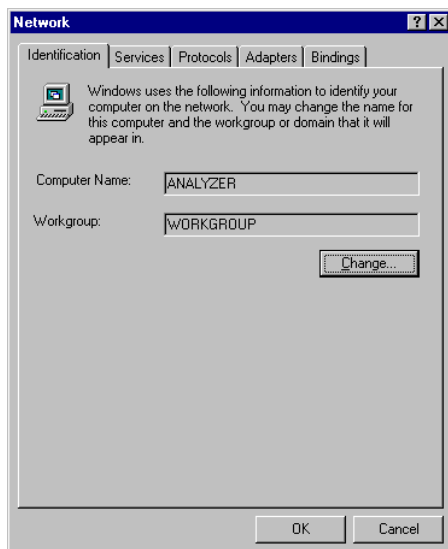 Network
Identification Services Protocols Adapters Bindings
Windows uses the following information to identify your
computer on the network. You may change the name for
this computer and the workgroup or domain that it will
appear in.
Computer Name: ANALYZER
Workgroup: WORKGROUP
Change...
OK Cancel